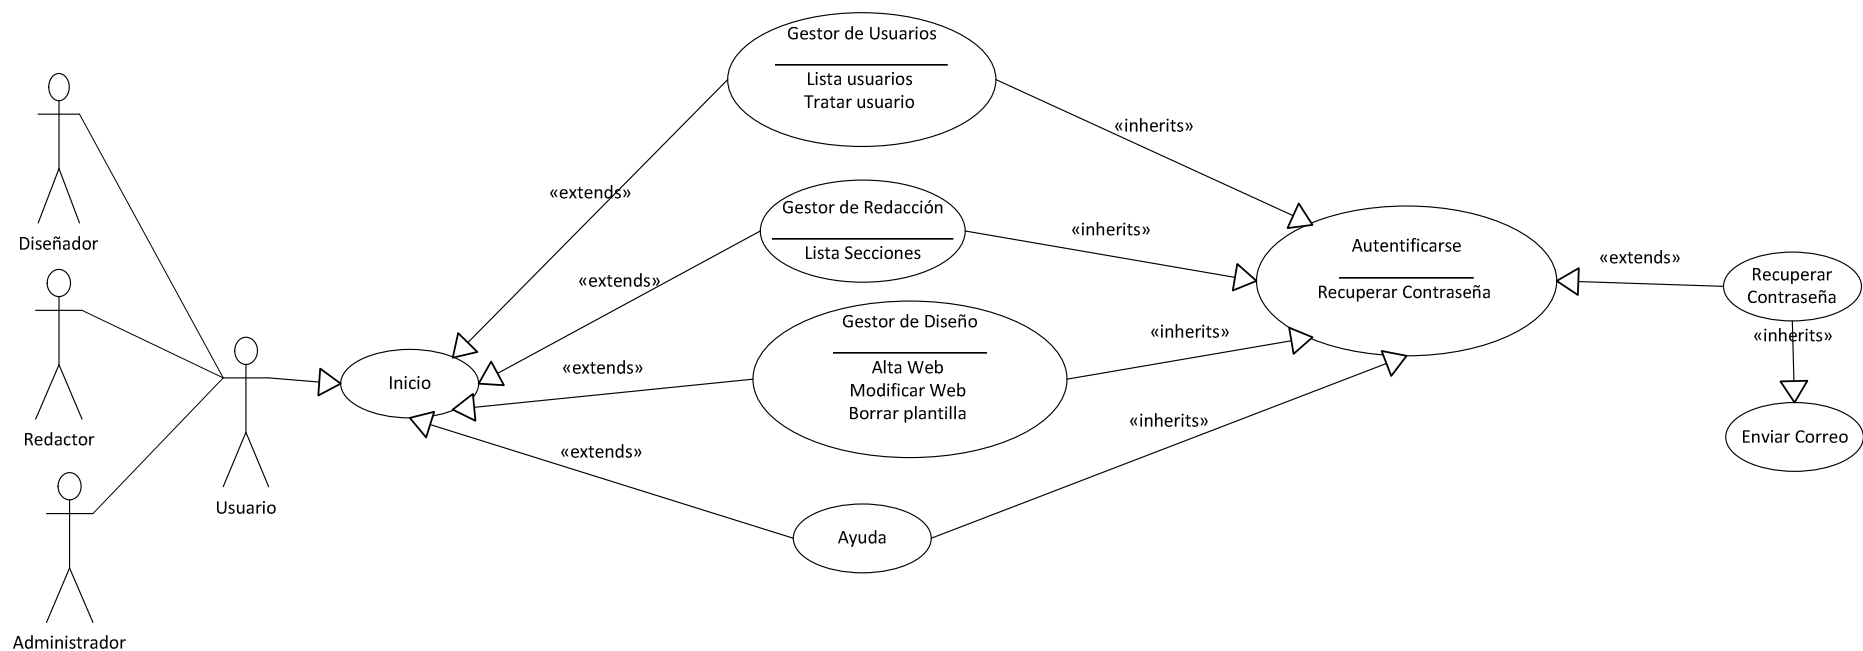 Gestor de Usuarios
Lista usuarios
Tratar usuario
«inherits»
«extends»
Gestor de Redacción
Lista Secciones
«inherits»
«extends»
Diseñador
Autentificarse
Recuperar Contraseña
«extends»
Recuperar
Contraseña
«inherits»
Enviar Correo
Gestor de Diseño
Alta Web
Modificar Web
Borrar plantilla
«inherits»
«extends»
Inicio
Redactor
Usuario
«inherits»
«extends»
Ayuda
Administrador